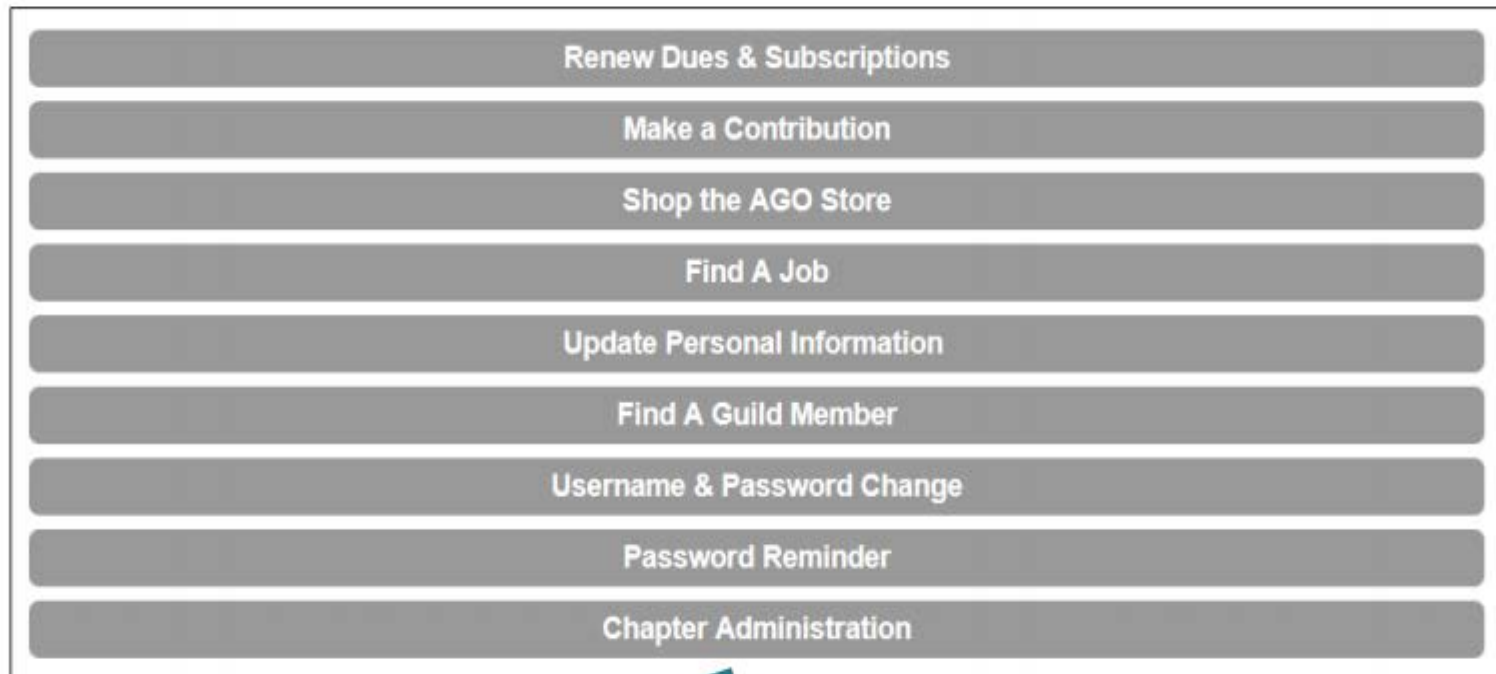 Renew Dues & Subscriptions
Make a Contribution
Shop the AGO Store
Find A Job
Update Personal Information
Find A Guild Member
Username & Password Change
Password Reminder
Chapter Administration